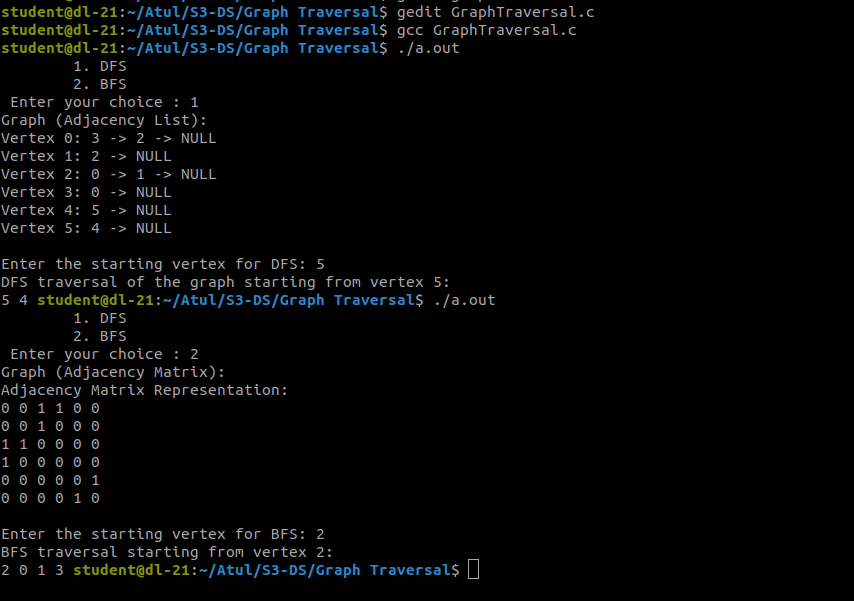 student@dl-21:~/Atul/S3-DS/Graph Traversal$ gedit GraphTraversal.c
student@dl-21:~/Atul/S3-DS/Graph Traversal$ gcc GraphTraversal.c
student@dl-21:~/Atul/S3-DS/Graph Traversal$ ./a.out
        1. DFS
        2. BFS
 Enter your choice : 1
Graph (Adjacency List):
Vertex 0: 3 -> 2 -> NULL
Vertex 1: 2 -> NULL
Vertex 2: 0 -> 1 -> NULL
Vertex 3: 0 -> NULL
Vertex 4: 5 -> NULL
Vertex 5: 4 -> NULL

Enter the starting vertex for DFS: 5
DFS traversal of the graph starting from vertex 5:
5 4 student@dl-21:~/Atul/S3-DS/Graph Traversal$ ./a.out
        1. DFS
        2. BFS
 Enter your choice : 2
Graph (Adjacency Matrix):
Adjacency Matrix Representation:
0 0 1 1 0 0
0 0 1 0 0 0
1 1 0 0 0 0
1 0 0 0 0 0
0 0 0 0 0 1
0 0 0 0 1 0

Enter the starting vertex for BFS: 2
BFS traversal starting from vertex 2:
2 0 1 3 student@dl-21:~/Atul/S3-DS/Graph Traversal$